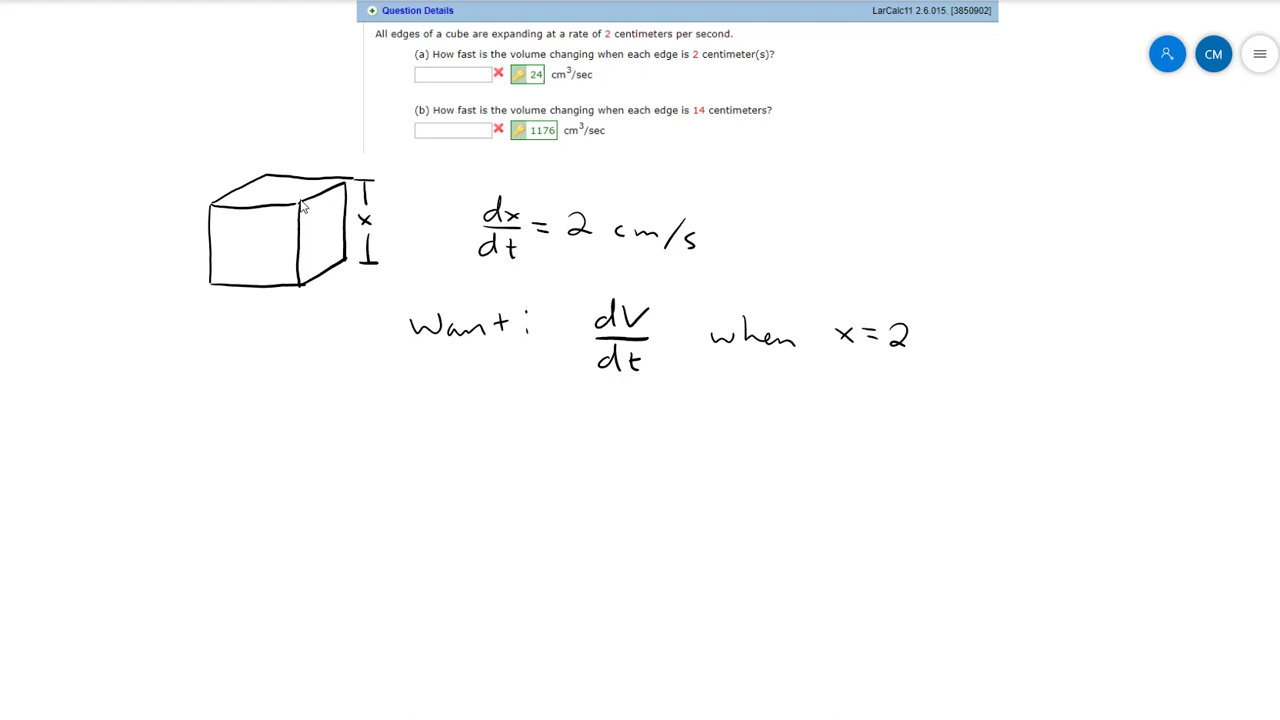 Question Details LarCalc11 2.6.015. [3850902]
All edges of a cube are expanding at a rate of 2 centimeters per second.
(a) How fast is the volume changing when each edge is 2 centimeter(s)?
24 cm³/sec
(b) How fast is the volume changing when each edge is 14 centimeters?
1176 cm³/sec
CM
x
dx/dt = 2 cm/s
Want: dV/dt when x=2